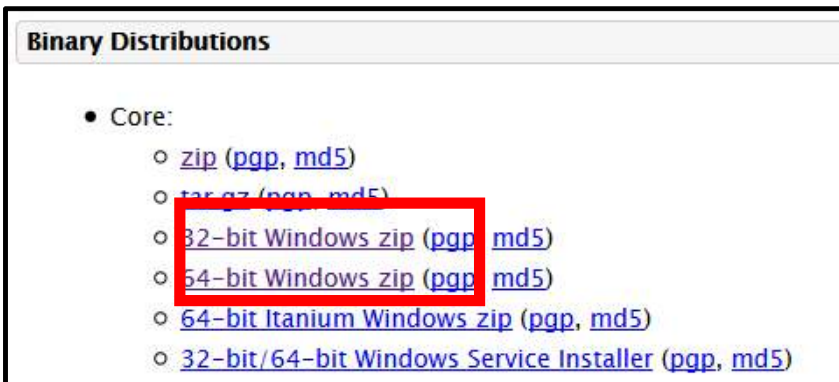 Binary Distributions
• Core:
○ zip (pgp, md5)
○ tar.gz (pgp, md5)
○ 32-bit Windows zip (pgp, md5)
○ 64-bit Windows zip (pgp, md5)
○ 64-bit Itanium Windows zip (pgp, md5)
○ 32-bit/64-bit Windows Service Installer (pgp, md5)